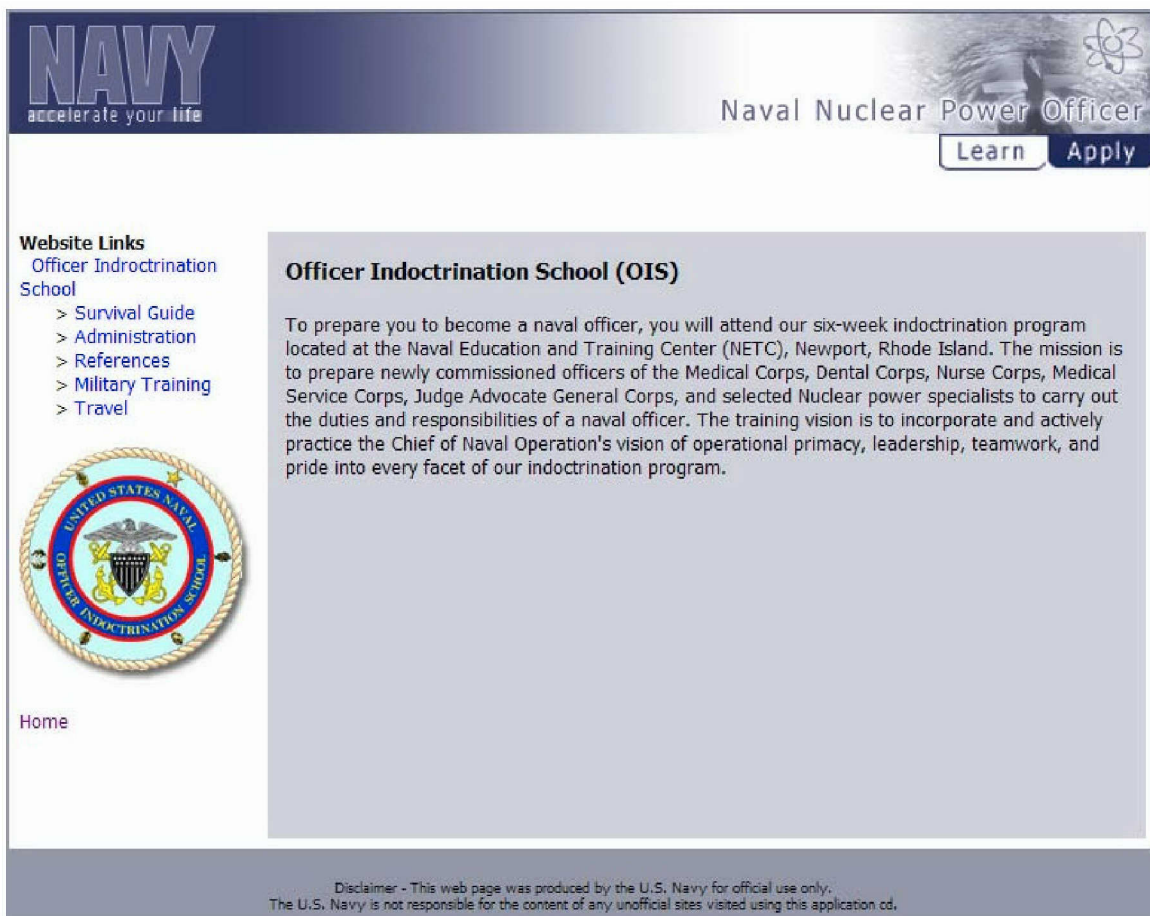 NAVY
accelerate your life
Naval Nuclear Power Officer
Learn Apply
Website Links
Officer Indroctrination
School
> Survival Guide
> Administration
> References
> Military Training
> Travel
UNITED STATES NAVAL
OFFICER INDOCTRINATION SCHOOL
Home
Officer Indoctrination School (OIS)
To prepare you to become a naval officer, you will attend our six-week indoctrination program
located at the Naval Education and Training Center (NETC), Newport, Rhode Island. The mission is
to prepare newly commissioned officers of the Medical Corps, Dental Corps, Nurse Corps, Medical
Service Corps, Judge Advocate General Corps, and selected Nuclear power specialists to carry out
the duties and responsibilities of a naval officer. The training vision is to incorporate and actively
practice the Chief of Naval Operation's vision of operational primacy, leadership, teamwork, and
pride into every facet of our indoctrination program.
Disclaimer - This web page was produced by the U.S. Navy for official use only.
The U.S. Navy is not responsible for the content of any unofficial sites visited using this application cd.